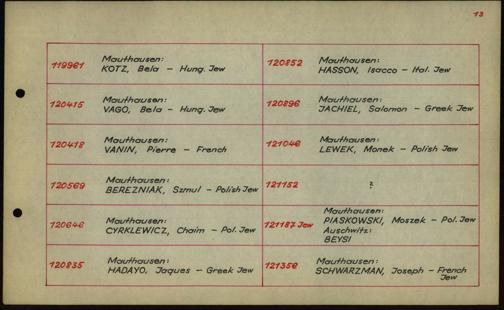 13
119961 Mauthausen:
KOTZ, Bela - Hung. Jew
120852 Mauthausen:
HASSON, Isacco - Ital. Jew
120415 Mauthausen:
VAGO, Bela - Hung. Jew
120896 Mauthausen:
JACHIEL, Salomon - Greek Jew
120418 Mauthausen:
VANIN, Pierre - French
121046 Mauthausen:
LEWEK, Monek - Polish Jew
120569 Mauthausen:
BEREZNIAK, Szmul - Polish Jew
121152 ?
120646 Mauthausen:
CYRKLEWICZ, Chaim - Pol. Jew
121187 Jew Mauthausen:
PIASKOWSKI, Moszek - Pol. Jew
Auschwitz:
BEYSI
120835 Mauthausen:
HADAYO, Jaques - Greek Jew
121356 Mauthausen:
SCHWARZMAN, Joseph - French
Jew